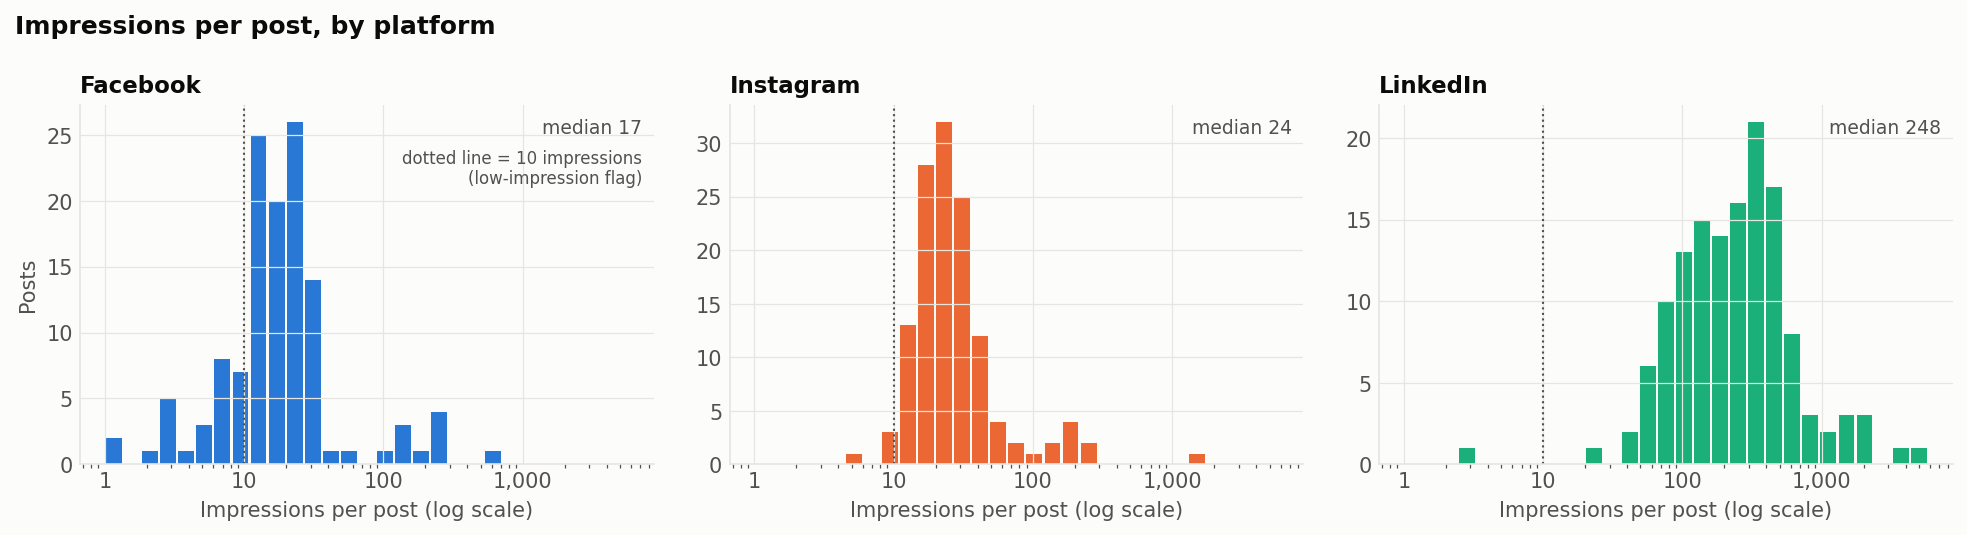 Impressions per post, by platform
Facebook
median 17
dotted line = 10 impressions
(low-impression flag)
Posts
25
20
15
10
5
0
1
10
100
1,000
Impressions per post (log scale)
Instagram
median 24
30
25
20
15
10
5
0
1
10
100
1,000
Impressions per post (log scale)
LinkedIn
median 248
20
15
10
5
0
1
10
100
1,000
Impressions per post (log scale)